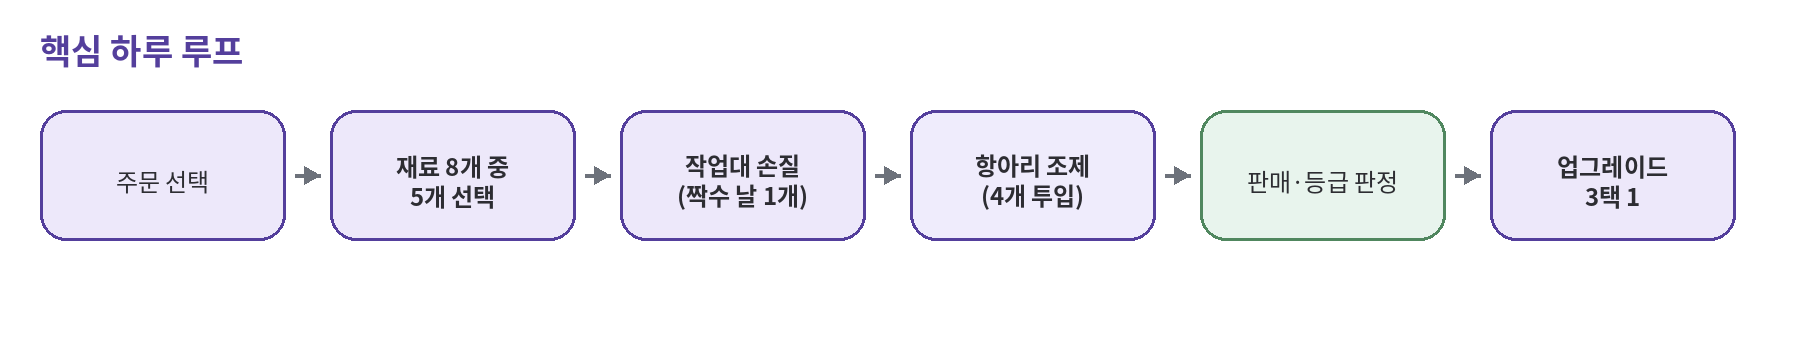 핵심 하루 루프
주문 선택
재료 8개 중
5개 선택
작업대 손질
(짝수 날 1개)
항아리 조제
(4개 투입)
판매·등급 판정
업그레이드
3택 1